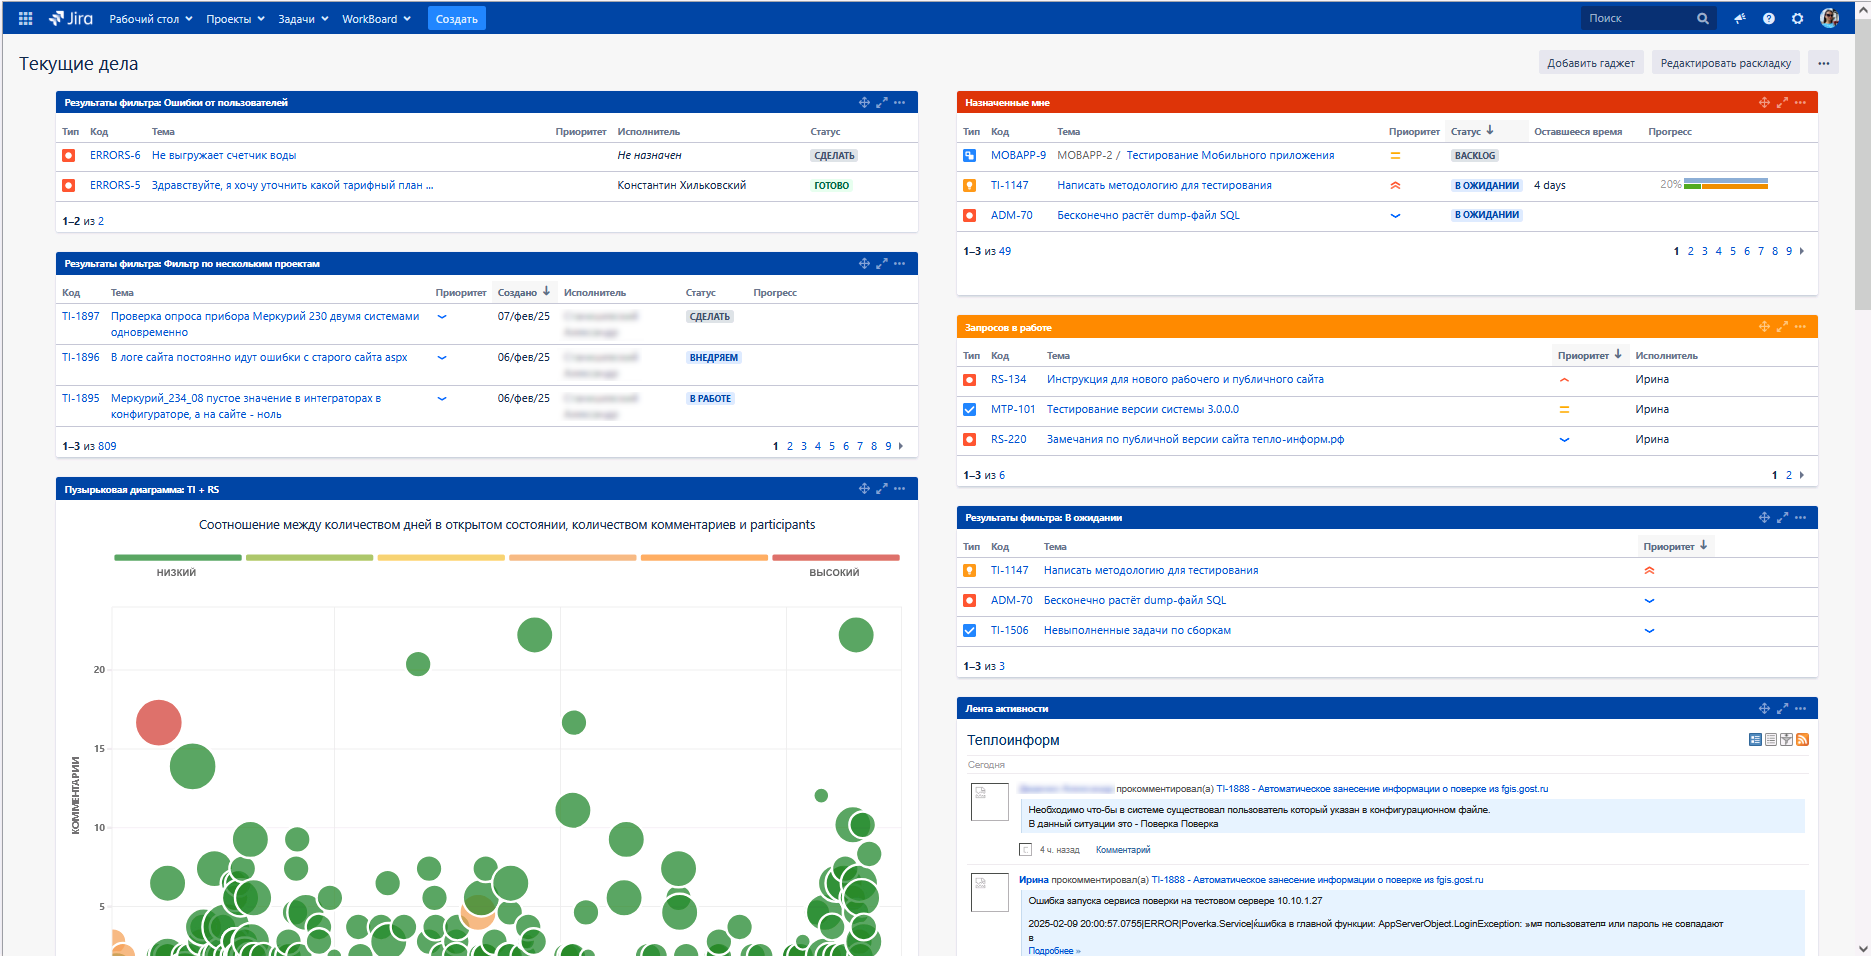 Jira Рабочий стол Проекты Задачи WorkBoard Создать Поиск
Текущие дела
Добавить гаджет Редактировать раскладку
Результаты фильтра: Ошибки от пользователей
Тип Код Тема Приоритет Исполнитель Статус
ERRORS-6 Не выгружает счетчик воды Не назначен СДЕЛАТЬ
ERRORS-5 Здравствуйте, я хочу уточнить какой тарифный план ... Константин Хильковский ГОТОВО
1–2 из 2
Результаты фильтра: Фильтр по нескольким проектам
Код Тема Приоритет Создано Исполнитель Статус Прогресс
TI-1897 Проверка опроса прибора Меркурий 230 двумя системами 07/фев/25 СДЕЛАТЬ
одновременно
TI-1896 В логе сайта постоянно идут ошибки с старого сайта aspx 06/фев/25 ВНЕДРЯЕМ
TI-1895 Меркурий_234_08 пустое значение в интеграторах в 06/фев/25 В РАБОТЕ
конфигураторе, а на сайте - ноль
1–3 из 809 1 2 3 4 5 6 7 8 9
Пузырьковая диаграмма: TI + RS
Соотношение между количеством дней в открытом состоянии, количеством комментариев и participants
НИЗКИЙ ВЫСОКИЙ
КОММЕНТАРИИ
20
15
10
5
Назначенные мне
Тип Код Тема Приоритет Статус Оставшееся время Прогресс
MOBAPP-9 MOBAPP-2 / Тестирование Мобильного приложения BACKLOG
TI-1147 Написать методологию для тестирования В ОЖИДАНИИ 4 days 20%
ADM-70 Бесконечно растёт dump-файл SQL В ОЖИДАНИИ
1–3 из 49 1 2 3 4 5 6 7 8 9
Запросов в работе
Тип Код Тема Приоритет Исполнитель
RS-134 Инструкция для нового рабочего и публичного сайта Ирина
MTP-101 Тестирование версии системы 3.0.0.0 Ирина
RS-220 Замечания по публичной версии сайта тепло-информ.рф Ирина
1–3 из 6 1 2
Результаты фильтра: В ожидании
Тип Код Тема Приоритет
TI-1147 Написать методологию для тестирования
ADM-70 Бесконечно растёт dump-файл SQL
TI-1506 Невыполненные задачи по сборкам
1–3 из 3
Лента активности
Теплоинформ
Сегодня
прокомментировал(а) TI-1888 - Автоматическое занесение информации о поверке из fgis.gost.ru
Необходимо что-бы в системе существовал пользователь который указан в конфигурационном файле.
В данный ситуации это - Поверка Поверка
4 ч. назад Комментарий
Ирина прокомментировал(а) TI-1888 - Автоматическое занесение информации о поверке из fgis.gost.ru
Ошибка запуска сервиса поверки на тестовом сервере 10.10.1.27
2025-02-09 20:00:57.0755|ERROR|Poverka.Service|ќшибка в главной функции: AppServerObject.LoginException: »м¤ пользовател¤ или пароль не совпадают
в
Подробнее »